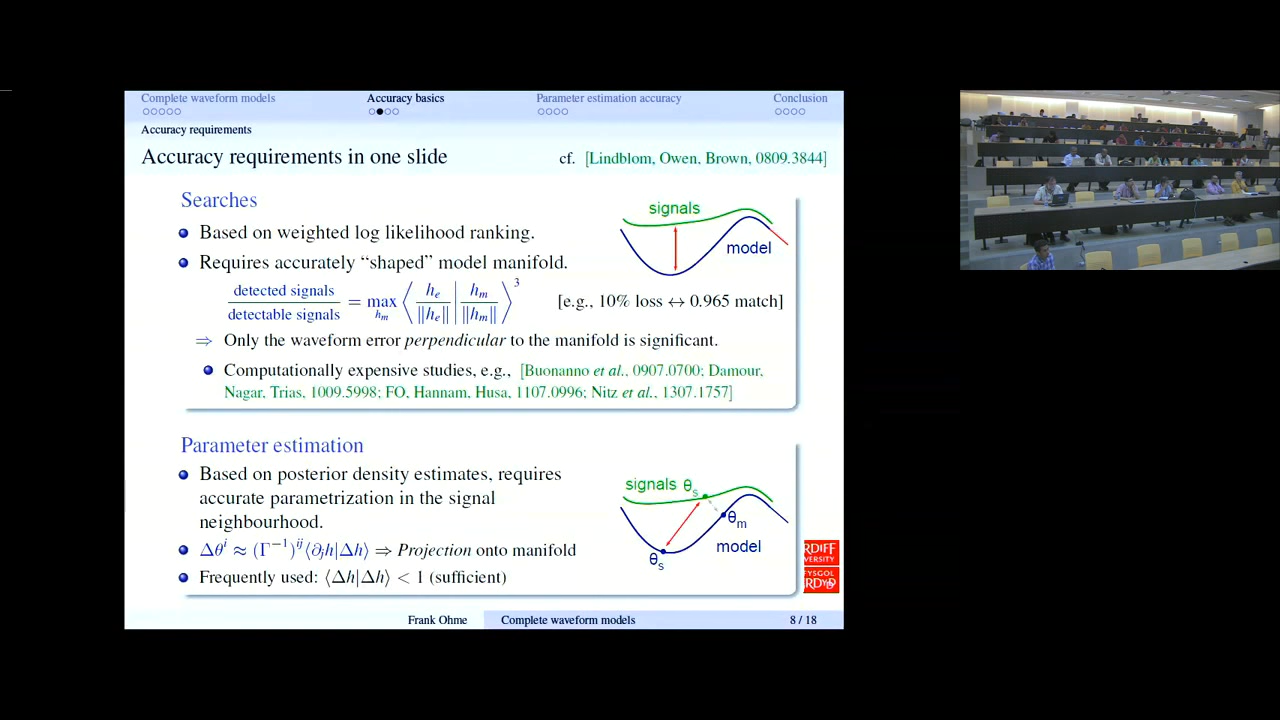 Complete waveform models Accuracy basics Parameter estimation accuracy Conclusion
Accuracy requirements
Accuracy requirements in one slide cf. [Lindblom, Owen, Brown, 0809.3844]
Searches
Based on weighted log likelihood ranking.
Requires accurately “shaped” model manifold.
signals
model
detected signals / detectable signals = max_{h_m} ⟨ h_e / ‖h_e‖ | h_m / ‖h_m‖ ⟩^3 [e.g., 10% loss ↔ 0.965 match]
⇒ Only the waveform error perpendicular to the manifold is significant.
Computationally expensive studies, e.g., [Buonanno et al., 0907.0700; Damour,
Nagar, Trias, 1009.5998; FO, Hannam, Husa, 1107.0996; Nitz et al., 1307.1757]
Parameter estimation
Based on posterior density estimates, requires
accurate parametrization in the signal
neighbourhood.
Δθ^i ≈ (Γ^{-1})^{ij} ⟨∂_j h|Δh⟩ ⇒ Projection onto manifold
Frequently used: ⟨Δh|Δh⟩ < 1 (sufficient)
signals θ_s
θ_m
model
θ_s
RDIFF
VERSITY
YSGOL
RDYD
Frank Ohme Complete waveform models 8 / 18